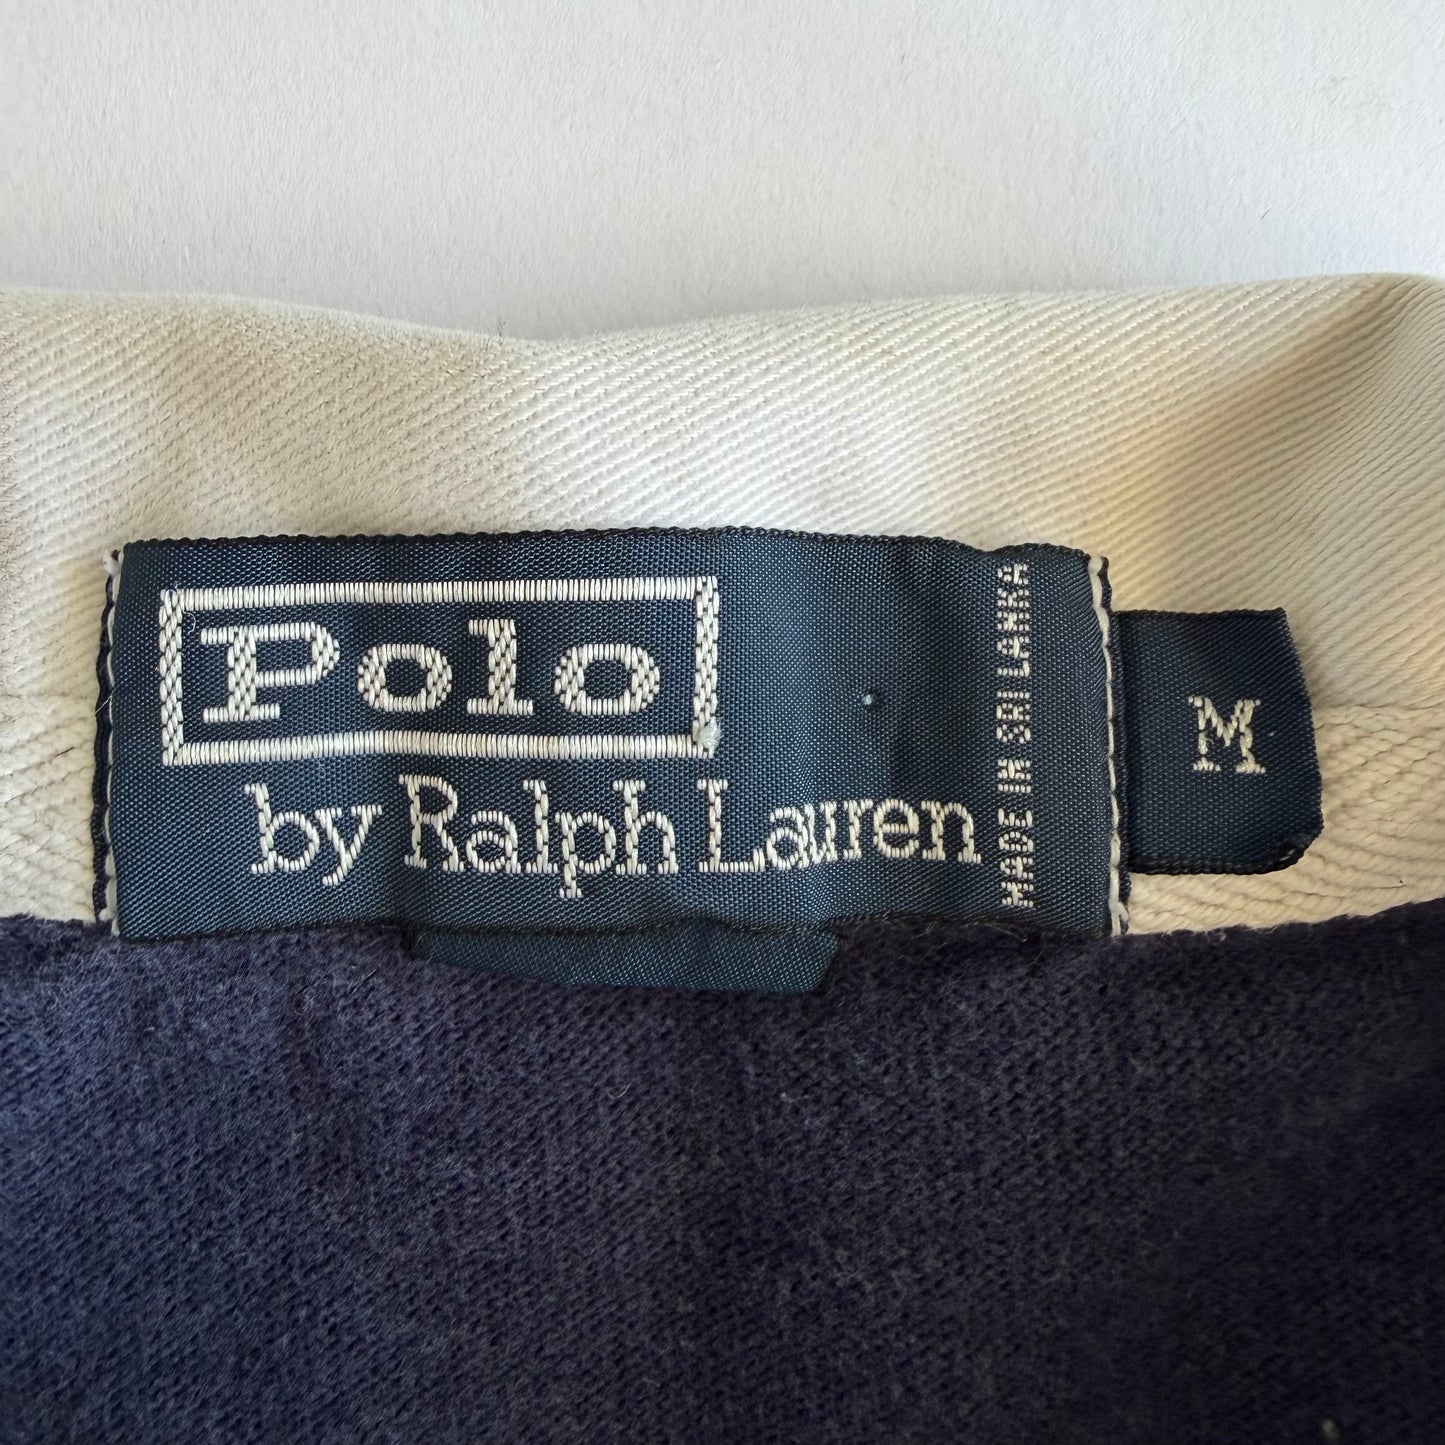 Polo
by Ralph Lauren
MADE IN SRI LANKA
M